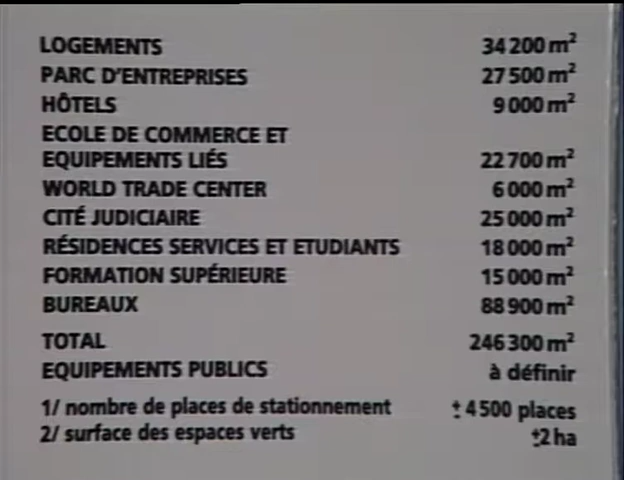 LOGEMENTS 34 200 m²
PARC D'ENTREPRISES 27 500 m²
HÔTELS 9 000 m²
ECOLE DE COMMERCE ET
EQUIPEMENTS LIÉS 22 700 m²
WORLD TRADE CENTER 6 000 m²
CITÉ JUDICIAIRE 25 000 m²
RÉSIDENCES SERVICES ET ETUDIANTS 18 000 m²
FORMATION SUPÉRIEURE 15 000 m²
BUREAUX 88 900 m²
TOTAL 246 300 m²
EQUIPEMENTS PUBLICS à définir
1/ nombre de places de stationnement ± 4 500 places
2/ surface des espaces verts ±2 ha